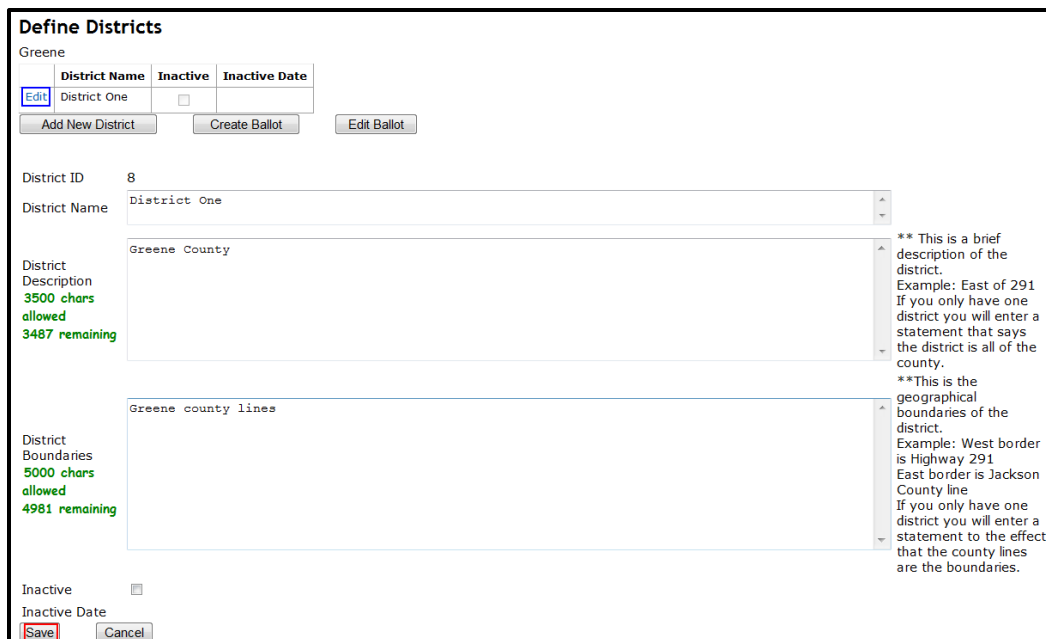 Define Districts
Greene
District Name Inactive Inactive Date
Edit District One
Add New District Create Ballot Edit Ballot
District ID 8
District Name District One
District
Description
3500 chars
allowed
3487 remaining
Greene County
** This is a brief
description of the
district.
Example: East of 291
If you only have one
district you will enter a
statement that says
the district is all of the
county.
District
Boundaries
5000 chars
allowed
4981 remaining
Greene county lines
**This is the
geographical
boundaries of the
district.
Example: West border
is Highway 291
East border is Jackson
County line
If you only have one
district you will enter a
statement to the effect
that the county lines
are the boundaries.
Inactive
Inactive Date
Save Cancel